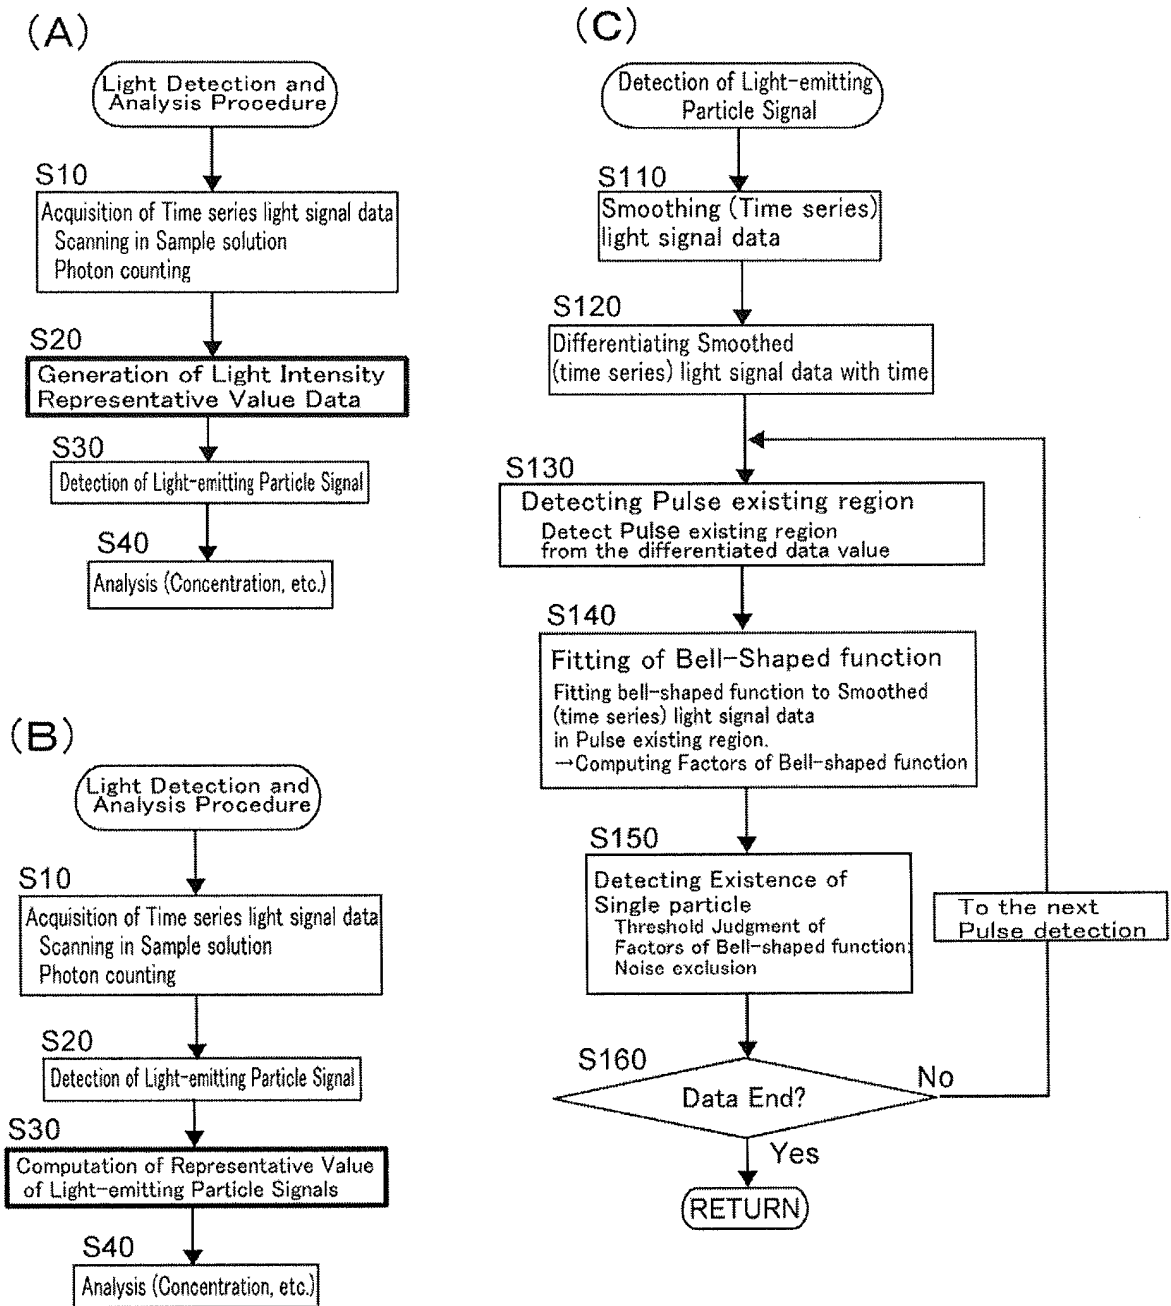 (A)
Light Detection and
Analysis Procedure
S10
Acquisition of Time series light signal data
Scanning in Sample solution
Photon counting
S20
Generation of Light Intensity
Representative Value Data
S30
Detection of Light-emitting Particle Signal
S40
Analysis (Concentration, etc.)
(B)
Light Detection and
Analysis Procedure
S10
Acquisition of Time series light signal data
Scanning in Sample solution
Photon counting
S20
Detection of Light-emitting Particle Signal
S30
Computation of Representative Value
of Light-emitting Particle Signals
S40
Analysis (Concentration, etc.)
(C)
Detection of Light-emitting
Particle Signal
S110
Smoothing (Time series)
light signal data
S120
Differentiating Smoothed
(time series) light signal data with time
S130
Detecting Pulse existing region
Detect Pulse existing region
from the differentiated data value
S140
Fitting of Bell-Shaped function
Fitting bell-shaped function to Smoothed
(time series) light signal data
in Pulse existing region.
→Computing Factors of Bell-shaped function
S150
Detecting Existence of
Single particle
Threshold Judgment of
Factors of Bell-shaped function:
Noise exclusion
To the next
Pulse detection
S160
Data End?
No
Yes
RETURN